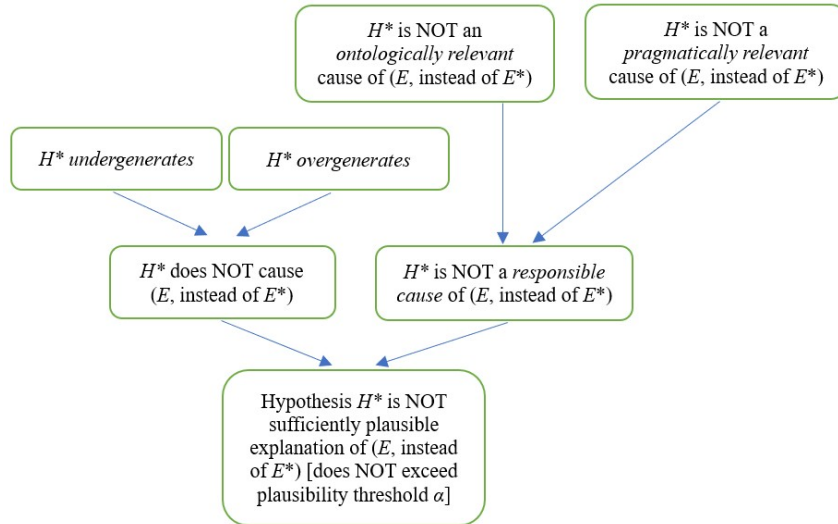 H* is NOT an
ontologically relevant
cause of (E, instead of E*)
H* is NOT a
pragmatically relevant
cause of (E, instead of E*)
H* undergenerates
H* overgenerates
H* does NOT cause
(E, instead of E*)
H* is NOT a responsible
cause of (E, instead of E*)
Hypothesis H* is NOT
sufficiently plausible
explanation of (E, instead
of E*) [does NOT exceed
plausibility threshold α]